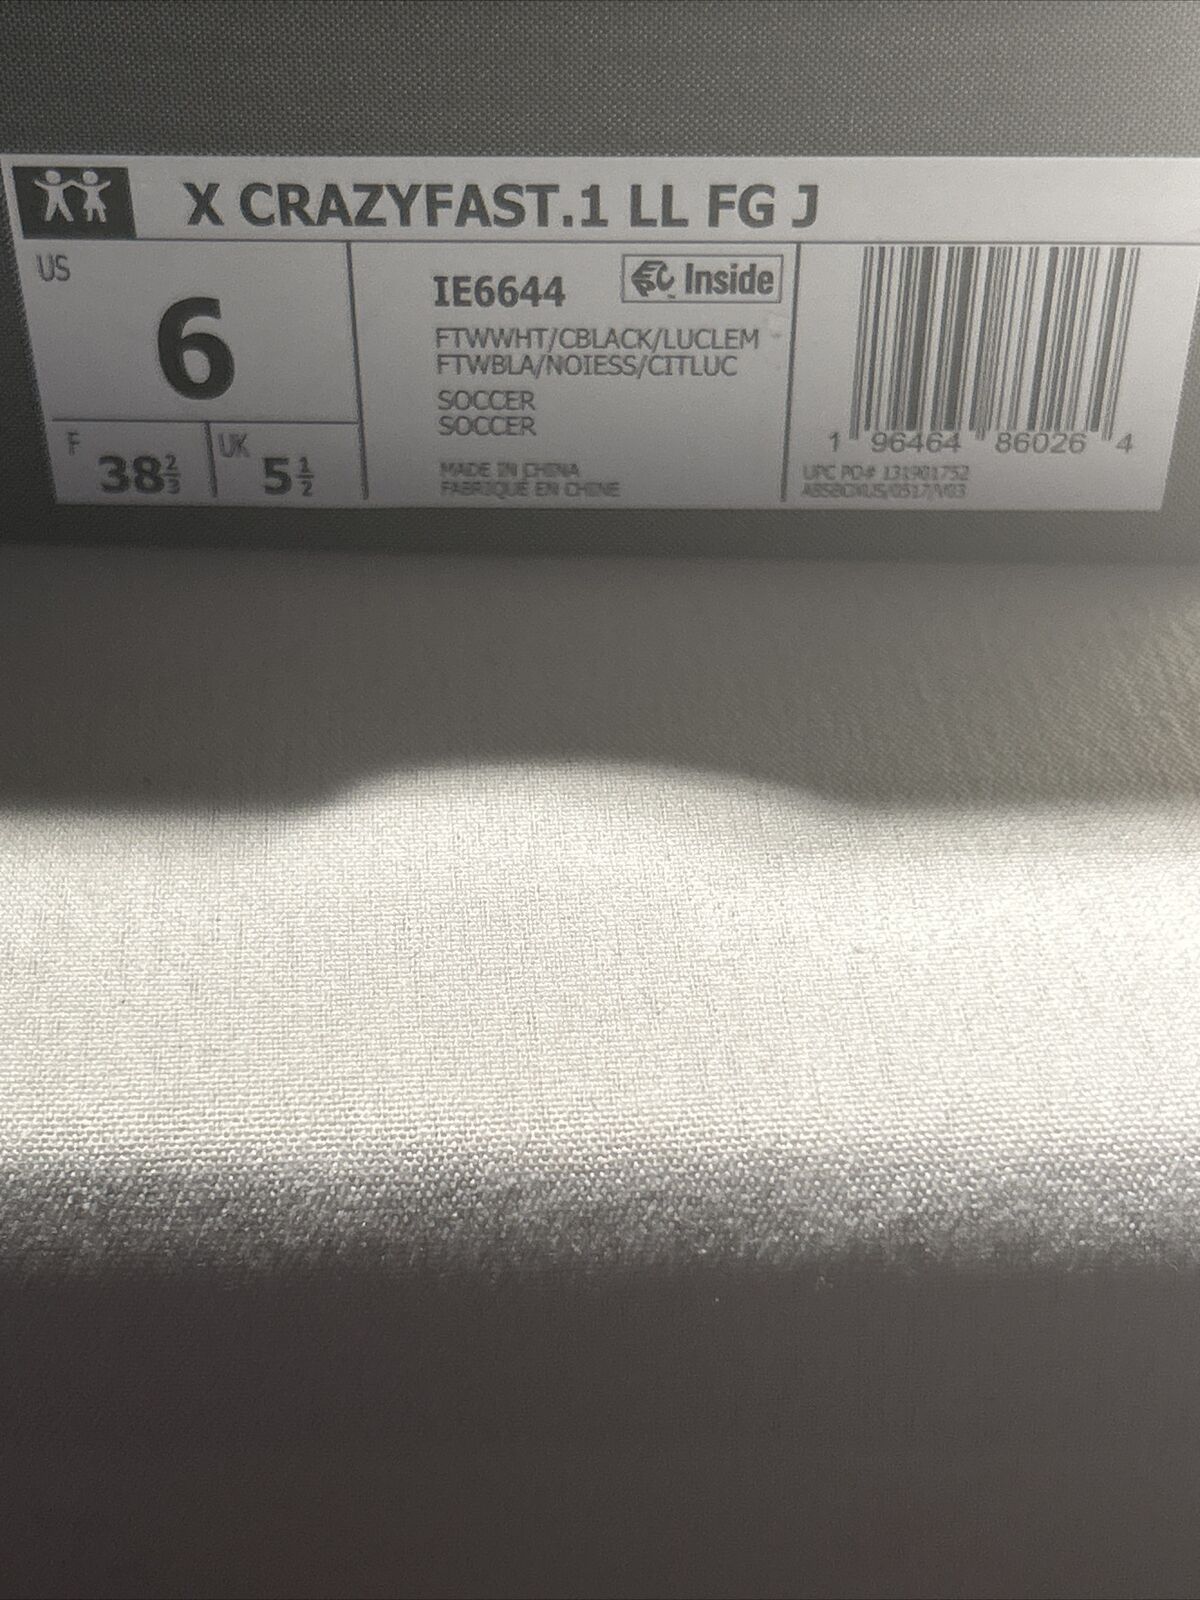 X CRAZYFAST.1 LL FG J
US
6
F 38 2/3
UK 5 1/2
IE6644
Inside
FTWWHT/CBLACK/LUCLEM
FTWBLA/NOIESS/CITLUC
SOCCER
SOCCER
MADE IN CHINA
FABRIQUE EN CHINE
1 96464 86026 4
UPC PO# 131901752